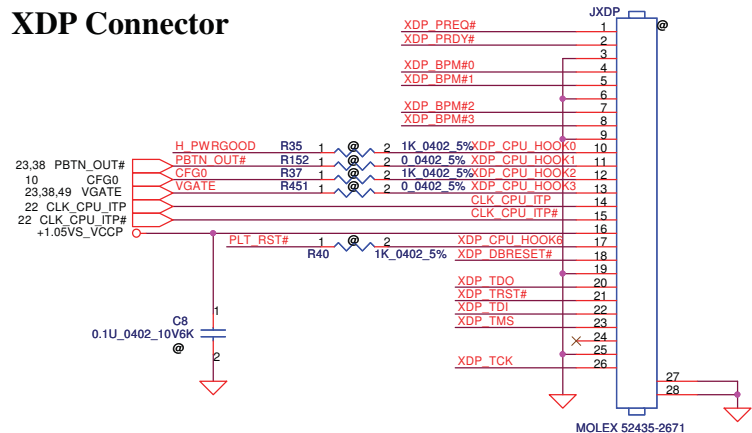 XDP Connector
JXDP
@
XDP_PREQ# 1
XDP_PRDY# 2
3
XDP_BPM#0 4
XDP_BPM#1 5
6
XDP_BPM#2 7
XDP_BPM#3 8
9
H_PWRGOOD R35 1 @ 2 1K_0402_5% XDP_CPU_HOOK0 10
23,38 PBTN_OUT# PBTN_OUT# R152 1 @ 2 0_0402_5% XDP_CPU_HOOK1 11
10 CFG0 CFG0 R37 1 @ 2 1K_0402_5% XDP_CPU_HOOK2 12
23,38,49 VGATE VGATE R451 1 @ 2 0_0402_5% XDP_CPU_HOOK3 13
22 CLK_CPU_ITP CLK_CPU_ITP 14
22 CLK_CPU_ITP# CLK_CPU_ITP# 15
+1.05VS_VCCP 16
PLT_RST# 1 @ 2 XDP_CPU_HOOK6 17
R40 1K_0402_5% XDP_DBRESET# 18
19
XDP_TDO 20
XDP_TRST# 21
XDP_TDI 22
XDP_TMS 23
24
25
XDP_TCK 26
1
C8
0.1U_0402_10V6K
@
2
27
28
MOLEX 52435-2671